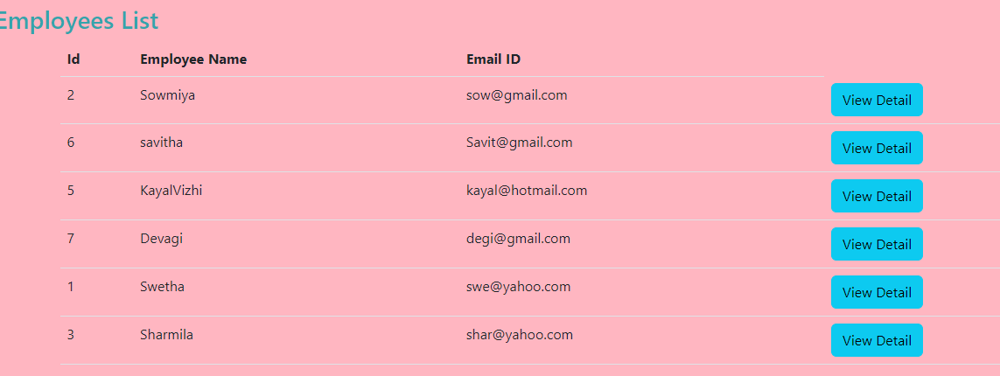 Employees List
Id Employee Name Email ID
2 Sowmiya sow@gmail.com View Detail
6 savitha Savit@gmail.com View Detail
5 KayalVizhi kayal@hotmail.com View Detail
7 Devagi degi@gmail.com View Detail
1 Swetha swe@yahoo.com View Detail
3 Sharmila shar@yahoo.com View Detail